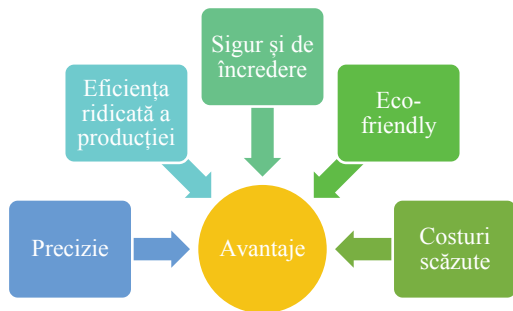 Sigur și de
încredere
Eficiența
ridicată a
producției
Eco-
friendly
Precizie
Avantaje
Costuri
scăzute